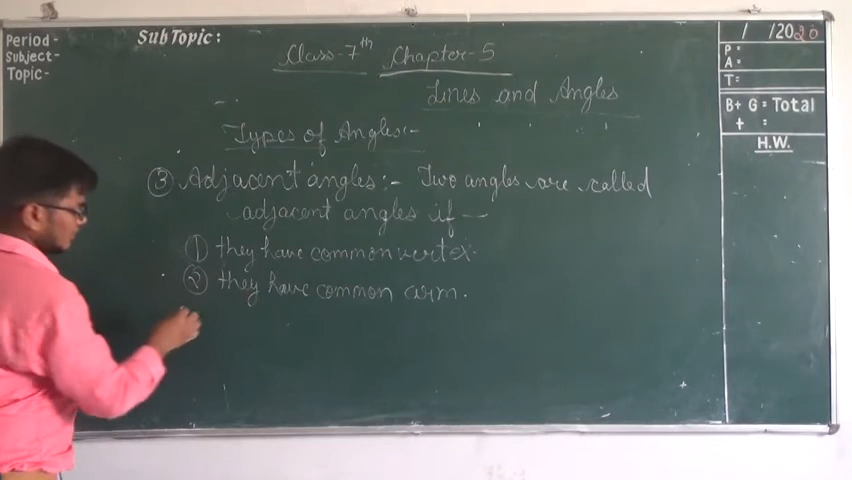 Period-
Subject-
Topic-
Sub Topic:
Class-7th Chapter-5
Lines and Angles
Types of Angles:-
③ Adjacent angles:- Two angles are called
adjacent angles if —
① they have common vertex.
② they have common arm.
/ /2020
P:
A:
T:
B+ G = Total
+ =
H.W.